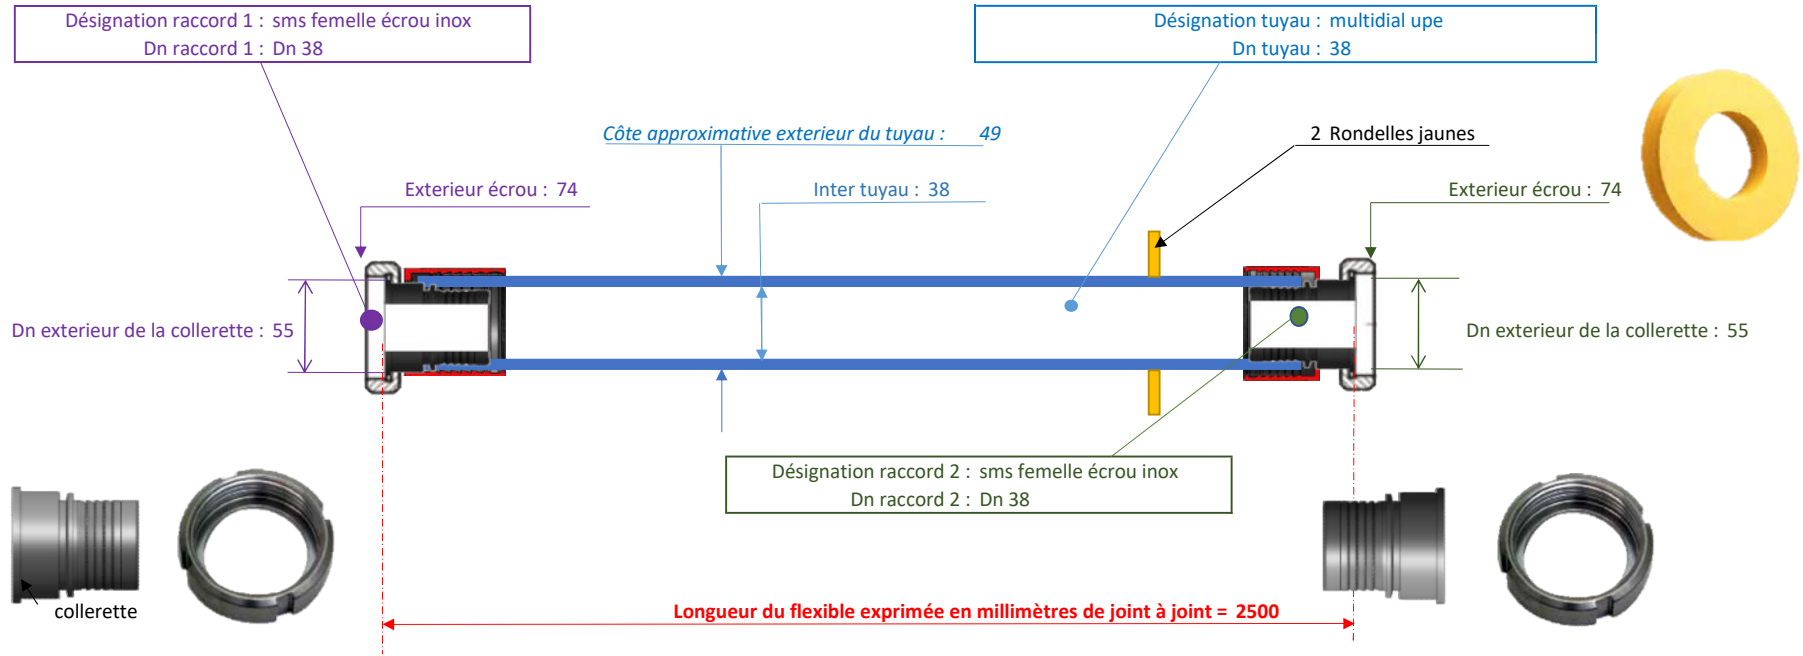 Désignation raccord 1 : sms femelle écrou inox
Dn raccord 1 : Dn 38
Désignation tuyau : multidial upe
Dn tuyau : 38
Côte approximative exterieur du tuyau : 49
2 Rondelles jaunes
Exterieur écrou : 74
Inter tuyau : 38
Exterieur écrou : 74
Dn exterieur de la collerette : 55
Dn exterieur de la collerette : 55
Désignation raccord 2 : sms femelle écrou inox
Dn raccord 2 : Dn 38
collerette
Longueur du flexible exprimée en millimètres de joint à joint = 2500